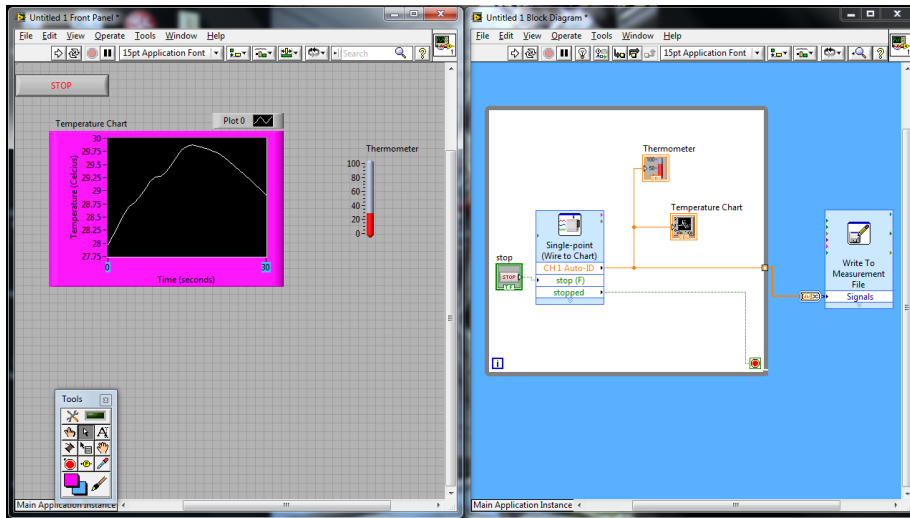 Untitled 1 Front Panel *
File Edit View Operate Tools Window Help
15pt Application Font
Search
STOP
Temperature Chart
Plot 0
Temperature (Celcius)
30
29.75
29.5
29.25
29
28.75
28.5
28.25
28
27.75
0
30
Time (seconds)
Thermometer
100
80
60
40
20
0
Tools
Main Application Instance
Untitled 1 Block Diagram *
File Edit View Operate Tools Window Help
15pt Application Font
Thermometer
Temperature Chart
Single-point
(Wire to Chart)
CH1 Auto-ID
stop (F)
stopped
stop
STOP
TF
i
Write To
Measurement
File
Signals
Main Application Instance